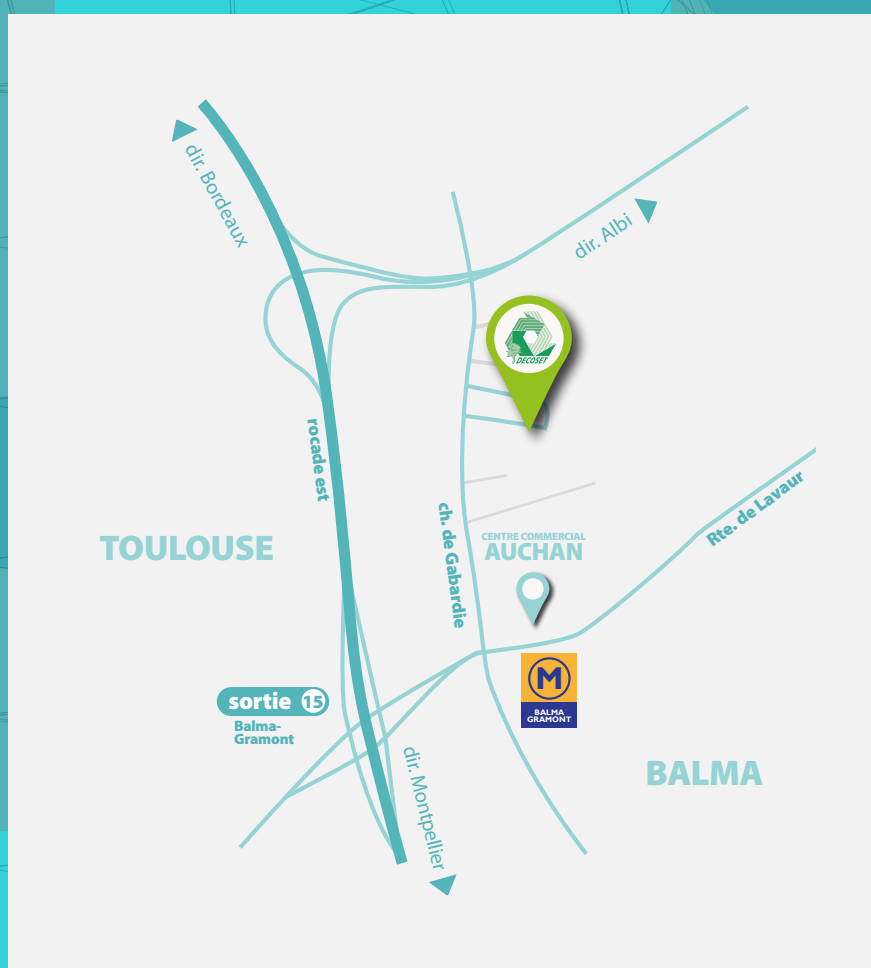 dir. Bordeaux
dir. Albi
DECOSET
rocade est
ch. de Gabardie
Rte. de Lavaur
TOULOUSE
CENTRE COMMERCIAL
AUCHAN
M
BALMA
GRAMONT
sortie 15
Balma-
Gramont
dir. Montpellier
BALMA